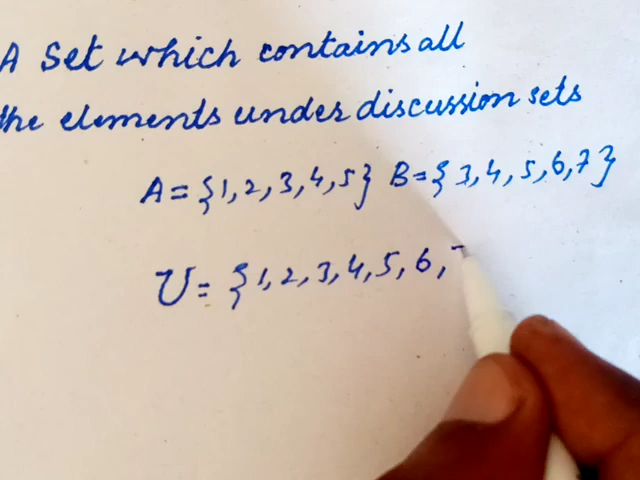 A Set which contains all
the elements under discussion sets
A = {1, 2, 3, 4, 5} B = {3, 4, 5, 6, 7}
U = {1, 2, 3, 4, 5, 6,